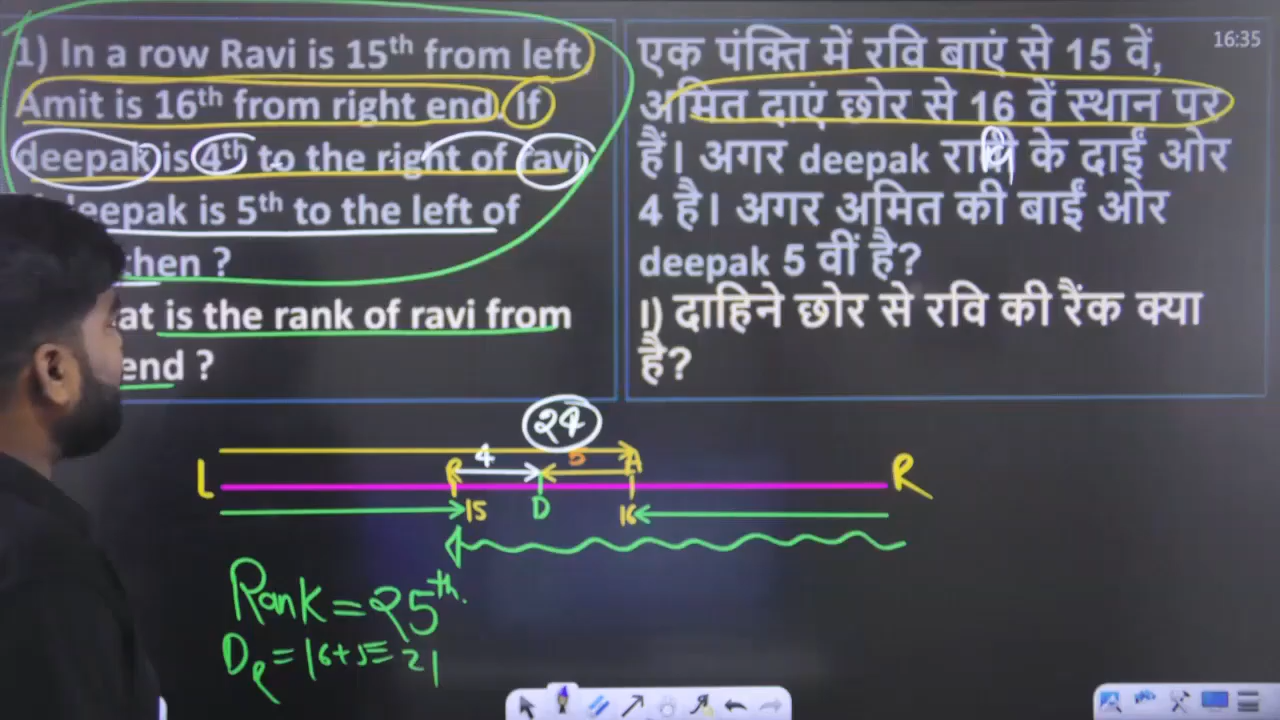 1) In a row Ravi is 15th from left
Amit is 16th from right end. If
deepak is 4th to the right of ravi
deepak is 5th to the left of
then ?
at is the rank of ravi from
end ?
एक पंक्ति में रवि बाएं से 15 वें,
अमित दाएं छोर से 16 वें स्थान पर
हैं। अगर deepak के दाईं ओर
4 है। अगर अमित की बाईं ओर
deepak 5 वीं है?
I) दाहिने छोर से रवि की रैंक क्या
है?
16:35
24
4 5
L R A R
15 D 16
Rank = 25th.
DR = 16+5 = 21